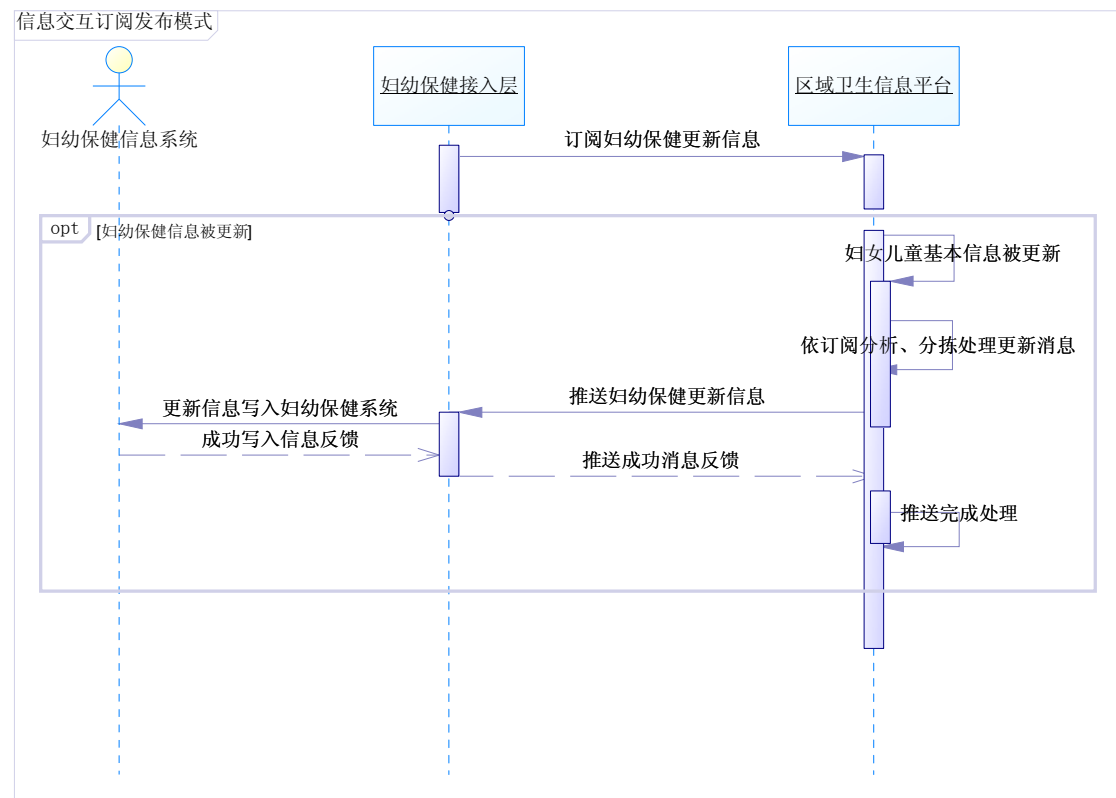 信息交互订阅发布模式
妇幼保健信息系统
妇幼保健接入层
区域卫生信息平台
订阅妇幼保健更新信息
opt
[妇幼保健信息被更新]
妇女儿童基本信息被更新
依订阅分析、分拣处理更新消息
推送妇幼保健更新信息
更新信息写入妇幼保健系统
成功写入信息反馈
推送成功消息反馈
推送完成处理